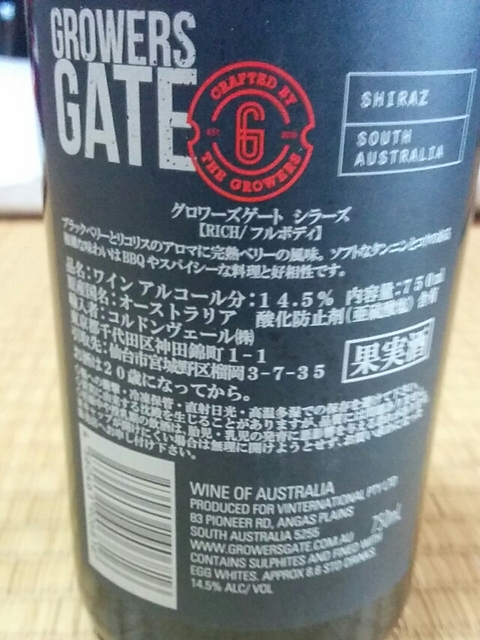 GROWERS
GATE
CRAFTED BY
EST.
THE GROWERS
SHIRAZ
SOUTH
AUSTRALIA
グロワーズゲート シラーズ
【RICH/フルボディ】
ブラックベリーとリコリスのアロマに完熟ベリーの風味、ソフトなタンニンと
味わいはBBQやスパイシーな料理と好相性です。
品名:ワイン アルコール分:14.5% 内容量:750ml
原産国名:オーストラリア 酸化防止剤(亜硫酸塩)含有
輸入者:コルドンヴェール㈱
東京都千代田区神田錦町1-1
引取先:仙台市宮城野区榴岡3-7-35
果実酒
お酒は20歳になってから。
WINE OF AUSTRALIA
PRODUCED FOR VINTERNATIONAL PTY LTD
83 PIONEER RD, ANGAS PLAINS
SOUTH AUSTRALIA 5255
750mL
WWW.GROWERSGATE.COM.AU
CONTAINS SULPHITES AND FINED WITH
EGG WHITES. APPROX 8.6 STD DRINKS.
14.5% ALC/VOL